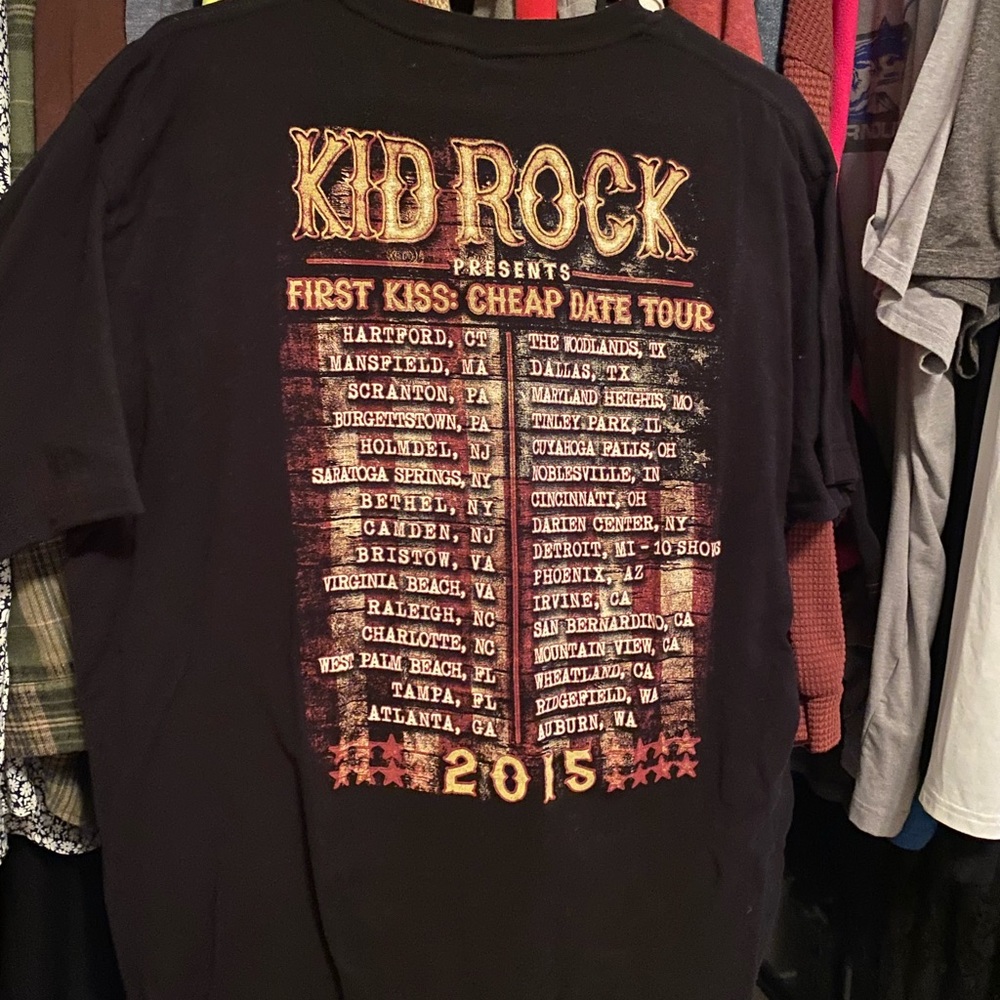 KID ROCK
PRESENTS
FIRST KISS: CHEAP DATE TOUR
HARTFORD, CT
MANSFIELD, MA
SCRANTON, PA
BURGETTSTOWN, PA
HOLMDEL, NJ
SARATOGA SPRINGS, NY
BETHEL, NY
CAMDEN, NJ
BRISTOW, VA
VIRGINIA BEACH, VA
RALEIGH, NC
CHARLOTTE, NC
WEST PALM BEACH, FL
TAMPA, FL
ATLANTA, GA
THE WOODLANDS, TX
DALLAS, TX
MARYLAND HEIGHTS, MO
TINLEY PARK, IL
CUYAHOGA FALLS, OH
NOBLESVILLE, IN
CINCINNATI, OH
DARIEN CENTER, NY
DETROIT, MI - 10 SHOWS
PHOENIX, AZ
IRVINE, CA
SAN BERNARDINO, CA
MOUNTAIN VIEW, CA
WHEATLAND, CA
RIDGEFIELD, WA
AUBURN, WA
2015